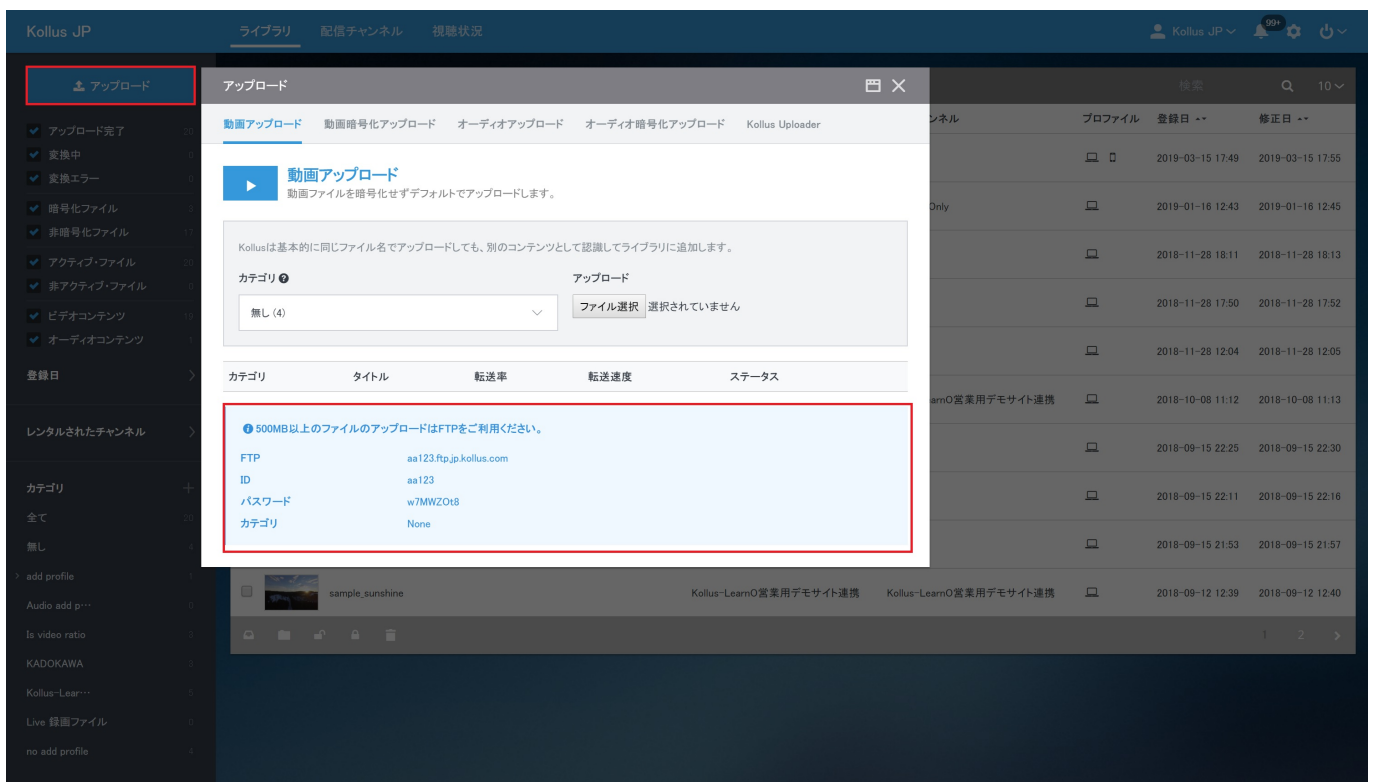 Kollus JP ライブラリ 配信チャンネル 視聴状況 Kollus JP 99+
アップロード
アップロード完了 20
変換中 0
変換エラー 0
暗号化ファイル 3
非暗号化ファイル 17
アクティブ・ファイル 20
非アクティブ・ファイル 0
ビデオコンテンツ 19
オーディオコンテンツ 1
登録日
レンタルされたチャンネル
カテゴリ
全て 20
無し 4
add profile 1
Audio add p… 0
Is video ratio 2
KADOKAWA 3
Kollus-Lear… 5
Live 録画ファイル 0
no add profile 4
アップロード
動画アップロード 動画暗号化アップロード オーディオアップロード オーディオ暗号化アップロード Kollus Uploader
動画アップロード
動画ファイルを暗号化せずデフォルトでアップロードします。
Kollusは基本的に同じファイル名でアップロードしても、別のコンテンツとして認識してライブラリに追加します。
カテゴリ アップロード
無し (4) ファイル選択 選択されていません
カテゴリ タイトル 転送率 転送速度 ステータス
500MB以上のファイルのアップロードはFTPをご利用ください。
FTP aa123.ftp.jp.kollus.com
ID aa123
パスワード w7MWZOt8
カテゴリ None
検索 10
ンネル プロファイル 登録日 修正日
2019-03-15 17:49 2019-03-15 17:55
Only 2019-01-16 12:43 2019-01-16 12:45
2018-11-28 18:11 2018-11-28 18:13
2018-11-28 17:50 2018-11-28 17:52
2018-11-28 12:04 2018-11-28 12:05
arnO営業用デモサイト連携 2018-10-08 11:12 2018-10-08 11:13
2018-09-15 22:25 2018-09-15 22:30
2018-09-15 22:11 2018-09-15 22:16
2018-09-15 21:53 2018-09-15 21:57
sample_sunshine Kollus-LearnO営業用デモサイト連携 Kollus-LearnO営業用デモサイト連携 2018-09-12 12:39 2018-09-12 12:40
1 2